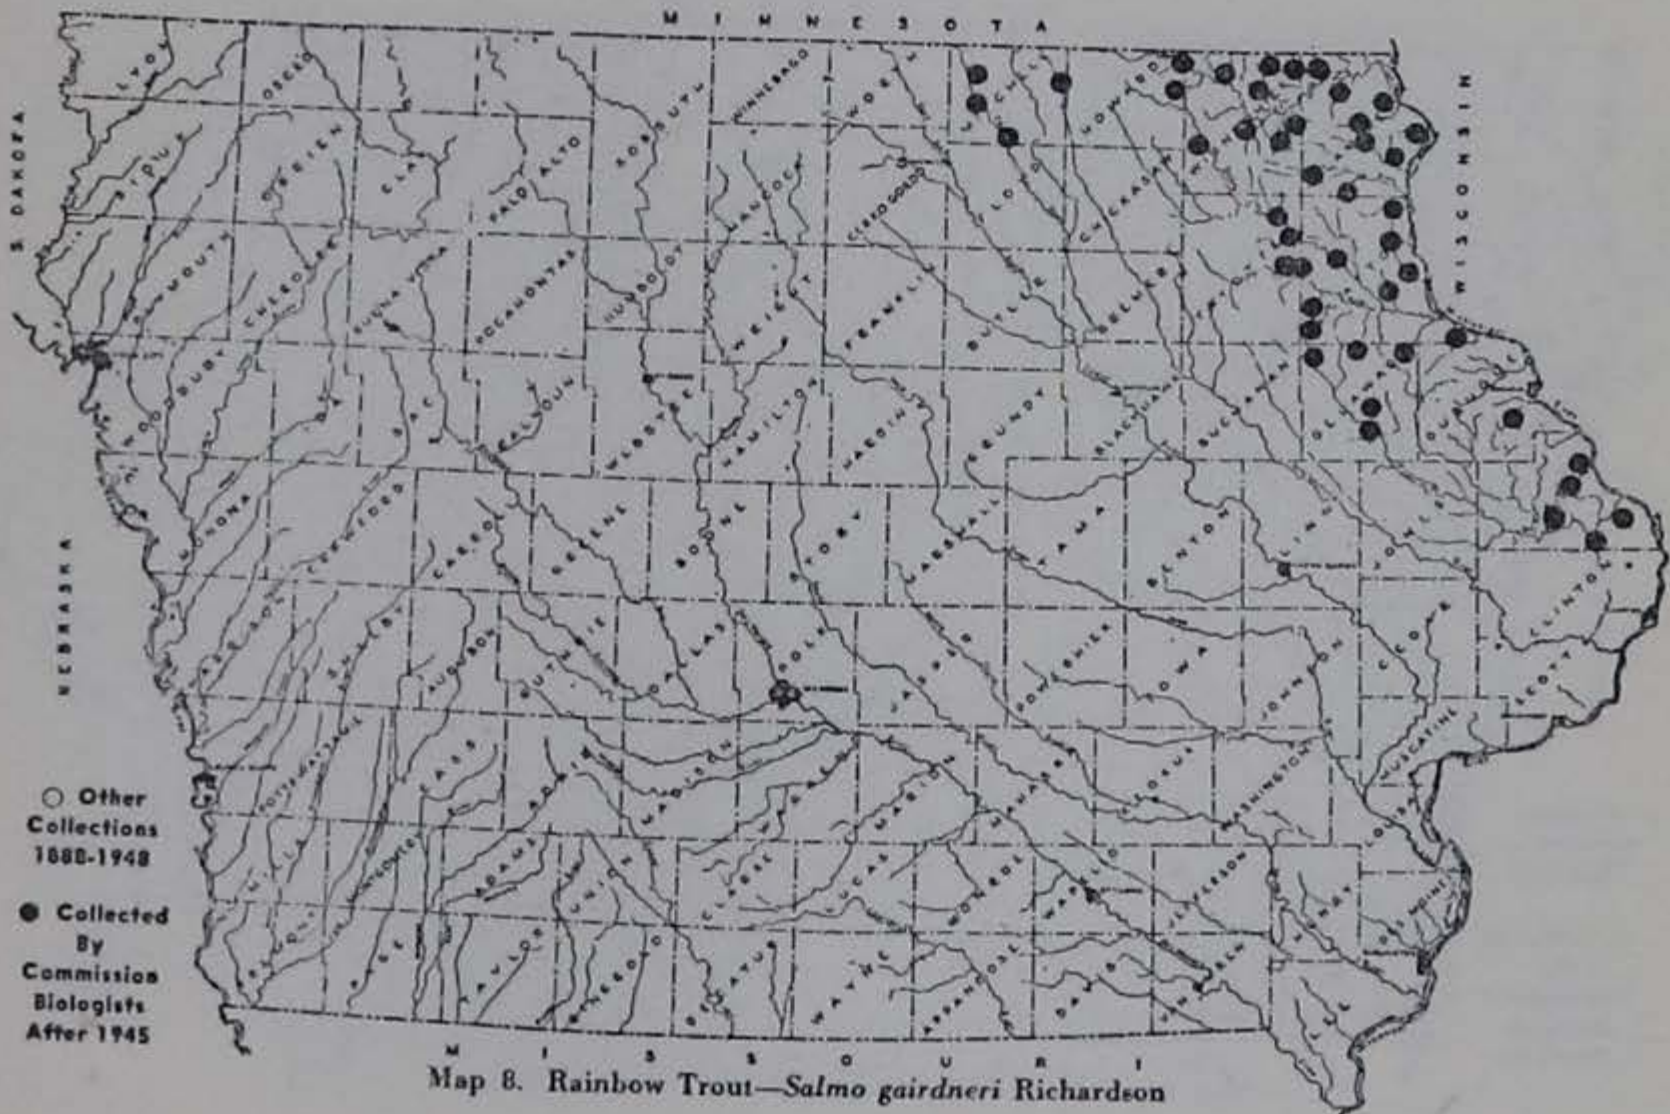 MINNESOTA
S. DAKOTA
WISCONSIN
NEBRASKA
LYON
OSCEOLA
WINNEBAGO
WORTH
MITCHELL
HOWARD
SIOUX
O'BRIEN
CLAY
PALO ALTO
KOSSUTH
HANCOCK
CERRO GORDO
FLOYD
CHICKASAW
PLYMOUTH
CHEROKEE
BUENA VISTA
POCAHONTAS
HUMBOLDT
WRIGHT
FRANKLIN
BUTLER
BREMER
WOODBURY
IDA
SAC
CALHOUN
WEBSTER
HAMILTON
HARDIN
GRUNDY
BLACK HAWK
BUCHANAN
DELAWARE
DUBUQUE
MONONA
CRAWFORD
CARROLL
GREENE
BOONE
STORY
MARSHALL
TAMA
BENTON
LINN
JONES
HARRISON
SHELBY
AUDUBON
GUTHRIE
DALLAS
POLK
JASPER
POWESHIEK
IOWA
JOHNSON
CLINTON
SCOTT
POTTAWATTAMIE
CASS
ADAIR
MADISON
WARREN
MARION
MAHASKA
KEOKUK
WASHINGTON
MUSCATINE
LOUISA
MILLS
MONTGOMERY
ADAMS
UNION
CLARKE
LUCAS
MONROE
WAPELLO
JEFFERSON
HENRY
DES MOINES
PAGE
TAYLOR
RINGGOLD
DECATUR
WAYNE
APPANOOSE
DAVIS
VAN BUREN
LEE
Other
Collections
1888-1948
Collected
By
Commission
Biologists
After 1945
MISSOURI
Map 8. Rainbow Trout—Salmo gairdneri Richardson